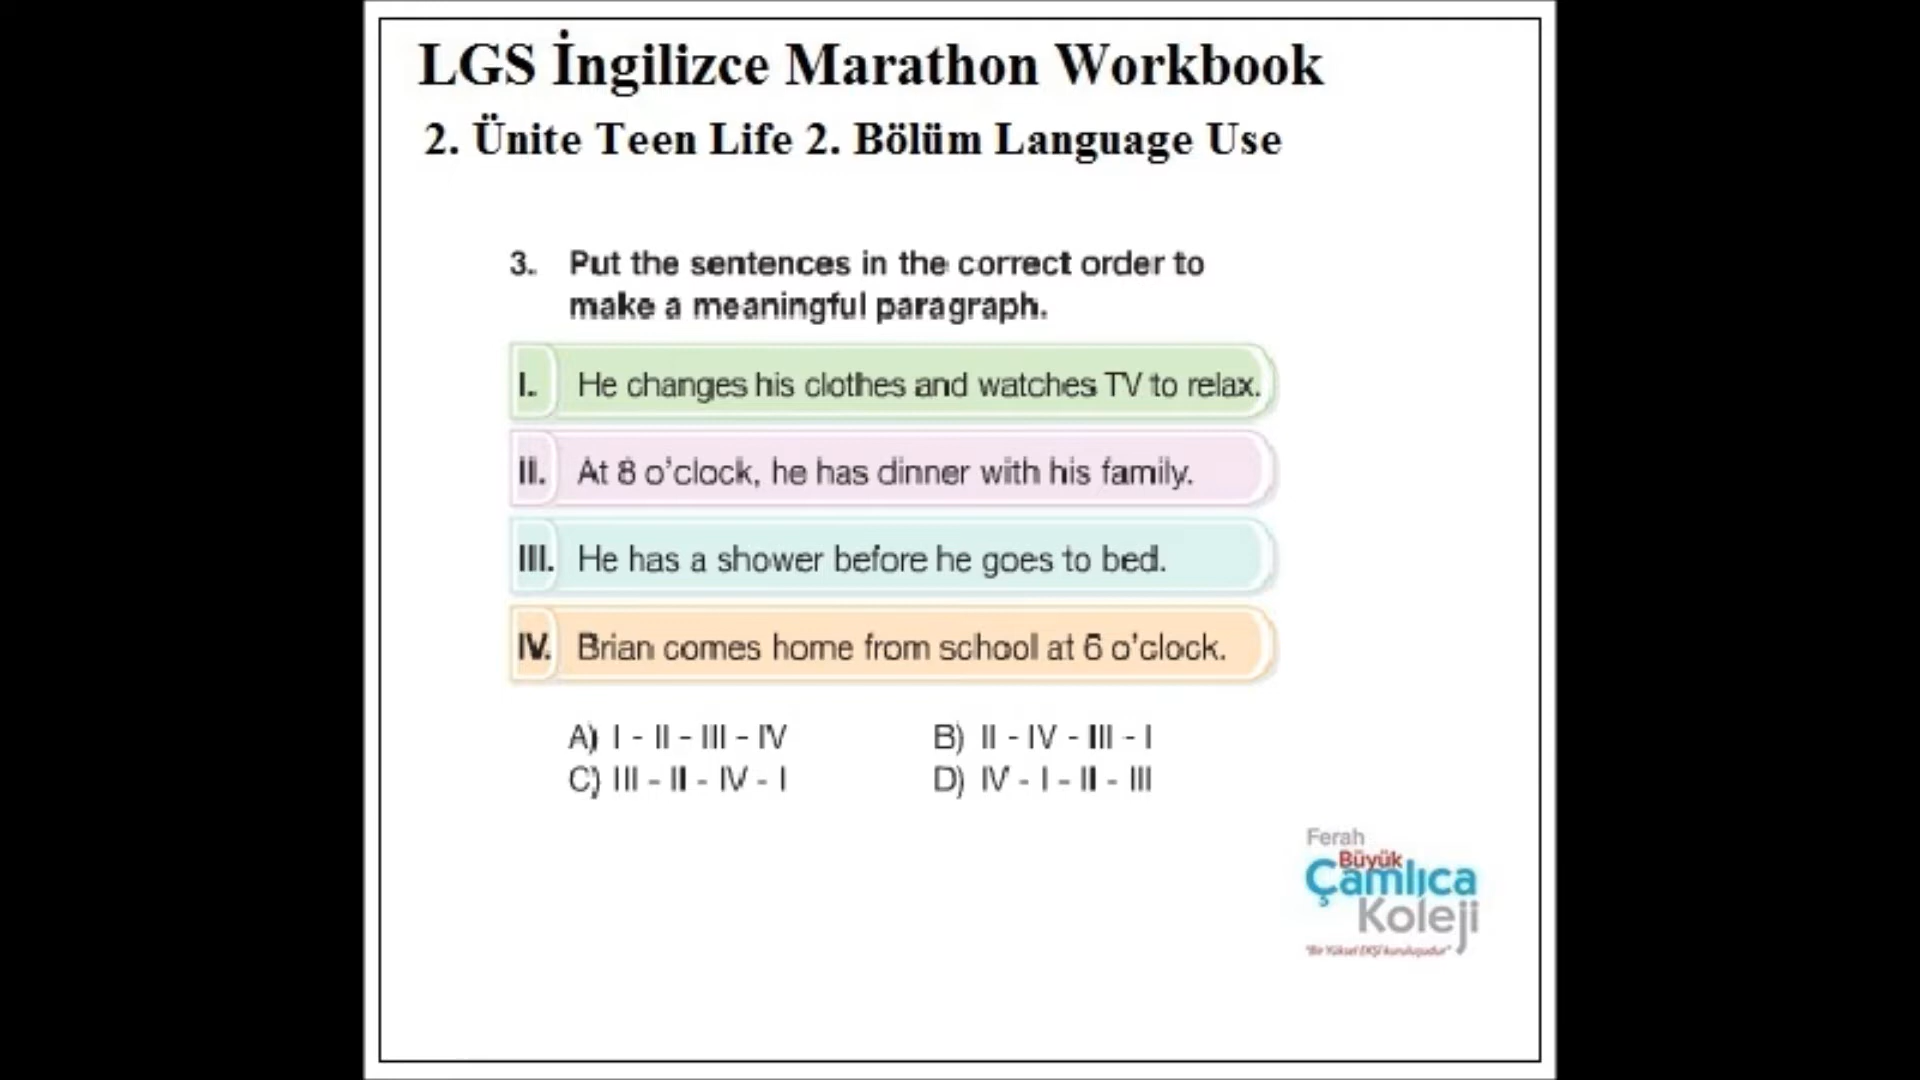 LGS İngilizce Marathon Workbook
2. Ünite Teen Life 2. Bölüm Language Use
3. Put the sentences in the correct order to
make a meaningful paragraph.
I. He changes his clothes and watches TV to relax.
II. At 8 o'clock, he has dinner with his family.
III. He has a shower before he goes to bed.
IV. Brian comes home from school at 6 o'clock.
A) I - II - III - IV B) II - IV - III - I
C) III - II - IV - I D) IV - I - II - III
Ferah
Büyük
Çamlıca
Koleji
"Bir Yüksel EKŞİ kuruluşudur"